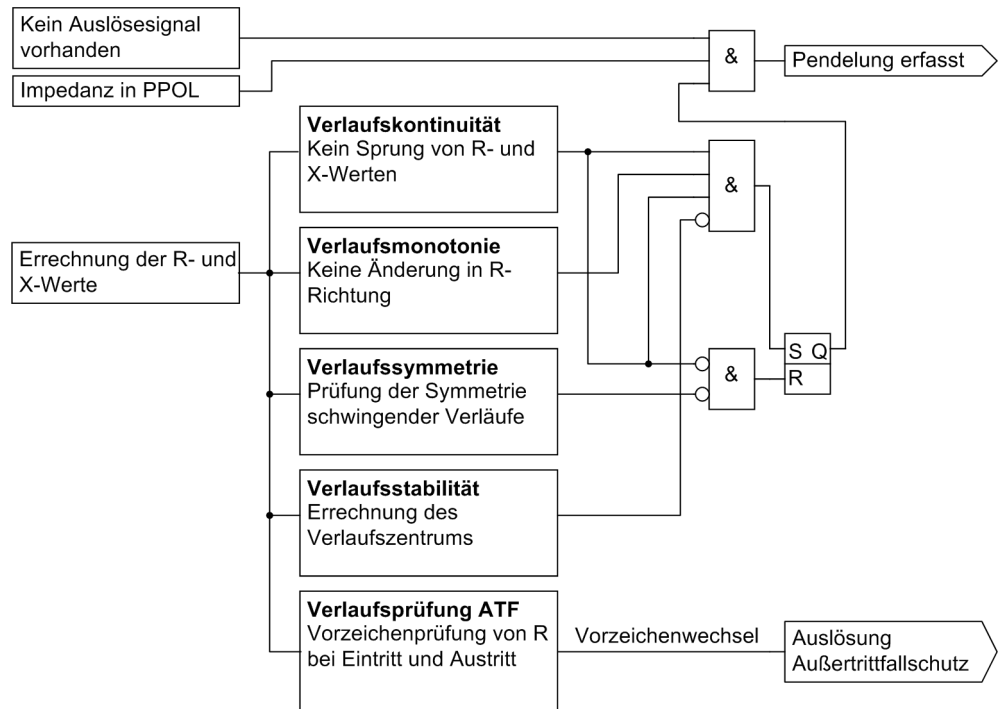 Kein Auslösesignal
vorhanden
&
Pendelung erfasst
Impedanz in PPOL
Verlaufskontinuität
Kein Sprung von R- und
X-Werten
&
Errechnung der R- und
X-Werte
Verlaufsmonotonie
Keine Änderung in R-
Richtung
Verlaufssymmetrie
Prüfung der Symmetrie
schwingender Verläufe
&
S Q
R
Verlaufsstabilität
Errechnung des
Verlaufszentrums
Verlaufsprüfung ATF
Vorzeichenprüfung von R
bei Eintritt und Austritt
Vorzeichenwechsel
Auslösung
Außertrittfallschutz